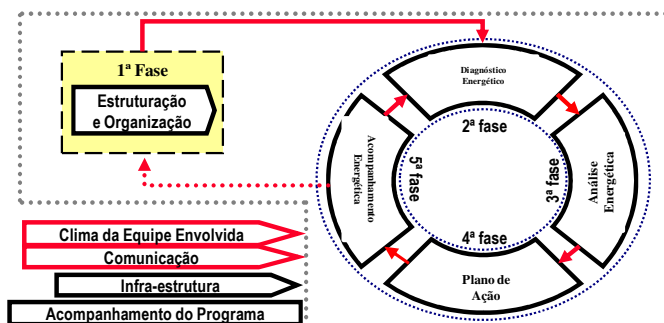 1ª Fase
Estruturação
e Organização
Diagnóstico
Energético
2ª fase
Análise
Energética
3ª fase
4ª fase
Plano de
Ação
Acompanhamento
Energética
5ª fase
Clima da Equipe Envolvida
Comunicação
Infra-estrutura
Acompanhamento do Programa